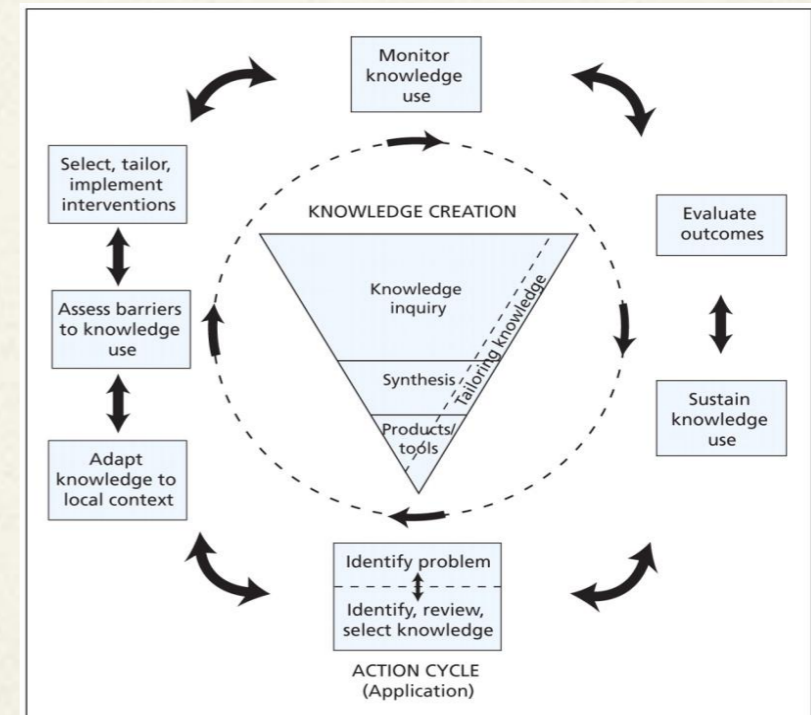 Monitor
knowledge
use
Select, tailor,
implement
interventions
Evaluate
outcomes
KNOWLEDGE CREATION
Knowledge
inquiry
Tailoring knowledge
Assess barriers
to knowledge
use
Synthesis
Products/
tools
Sustain
knowledge
use
Adapt
knowledge to
local context
Identify problem
Identify, review,
select knowledge
ACTION CYCLE
(Application)